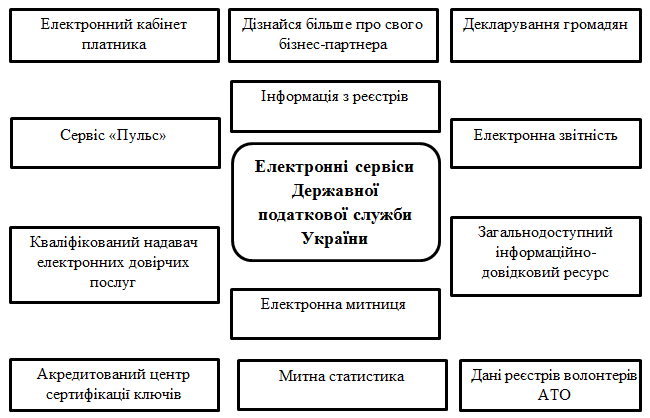 Електронний кабінет
платника
Дізнайся більше про свого
бізнес-партнера
Декларування громадян
Інформація з реєстрів
Сервіс «Пульс»
Електронна звітність
Електронні сервіси
Державної
податкової служби
України
Кваліфікований надавач
електронних довірчих
послуг
Загальнодоступний
інформаційно-
довідковий ресурс
Електронна митниця
Акредитований центр
сертифікації ключів
Митна статистика
Дані реєстрів волонтерів
АТО